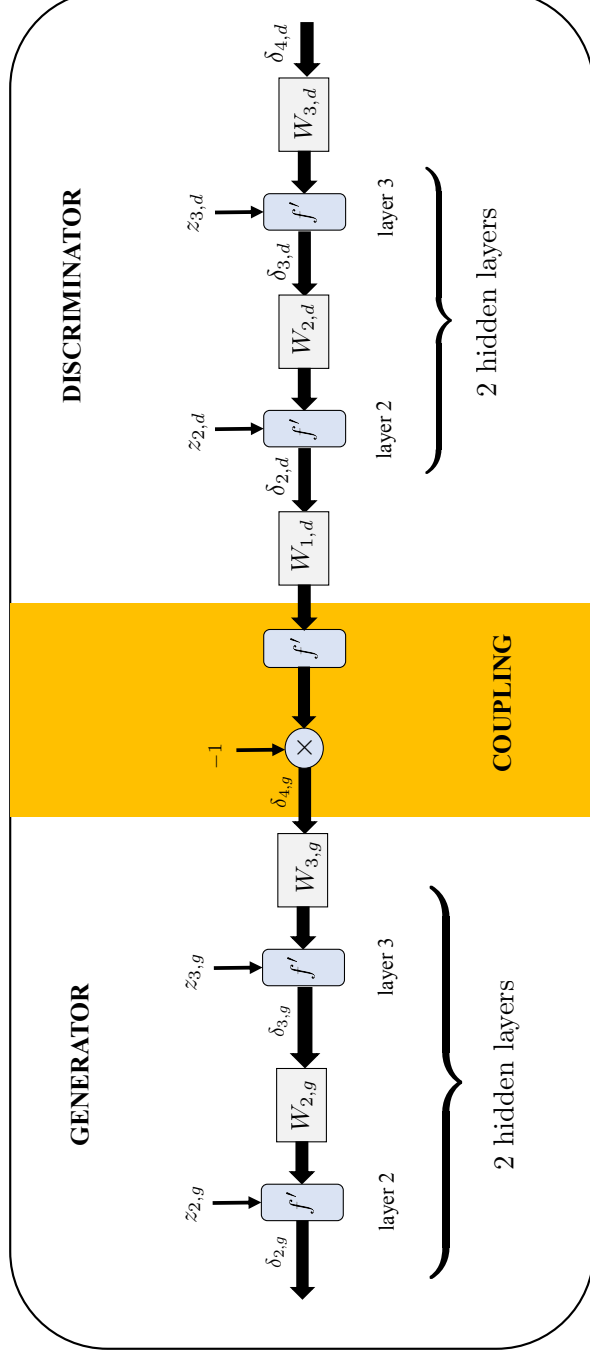 GENERATOR
DISCRIMINATOR
z_{2,g}
z_{3,g}
−1
z_{2,d}
z_{3,d}
δ_{2,g}
δ_{3,g}
δ_{4,g}
δ_{2,d}
δ_{3,d}
δ_{4,d}
f′
W_{2,g}
f′
W_{3,g}
×
f′
W_{1,d}
f′
W_{2,d}
f′
W_{3,d}
layer 2
layer 3
layer 2
layer 3
2 hidden layers
COUPLING
2 hidden layers